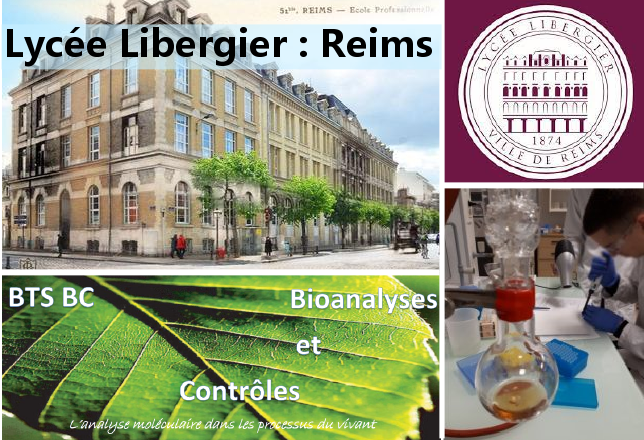 51bis. REIMS — Ecole Professionnelle
Lycée Libergier : Reims
LYCÉE LIBERGIER
1874
VILLE DE REIMS
BTS BC
Bioanalyses
et
Contrôles
L'analyse moléculaire dans les processus du vivant